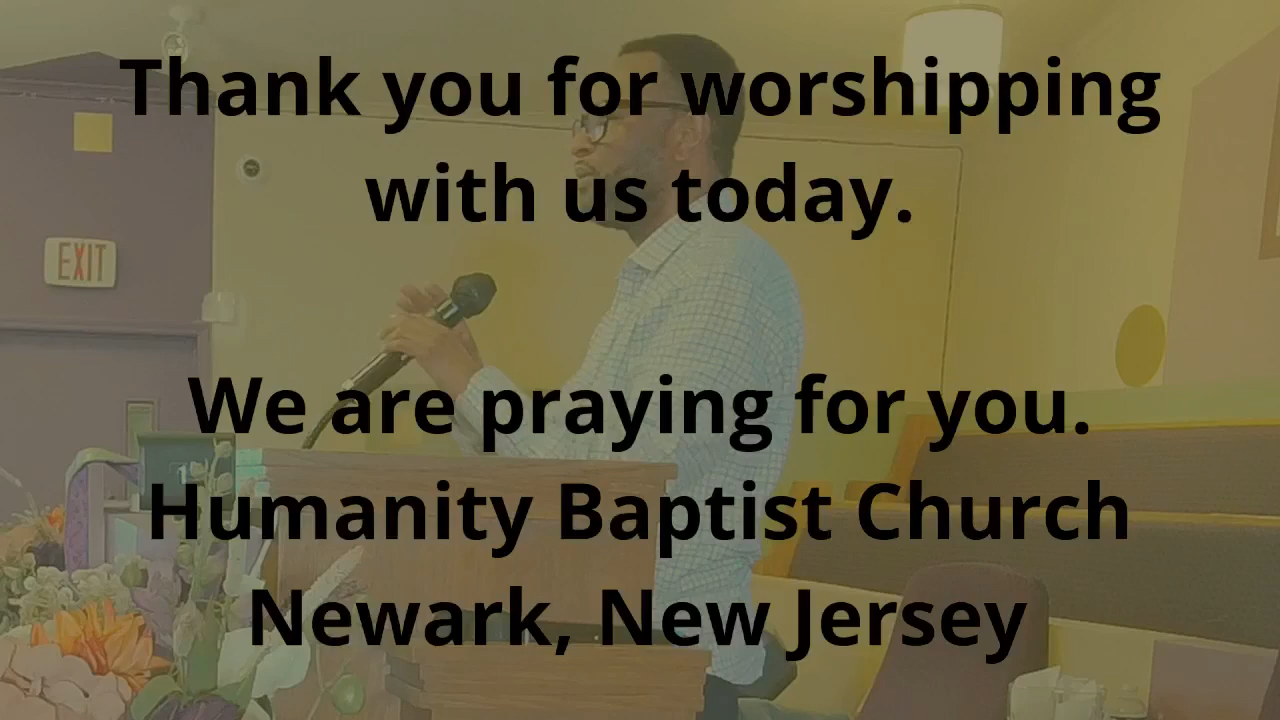 Thank you for worshipping
with us today.
We are praying for you.
Humanity Baptist Church
Newark, New Jersey
EXIT